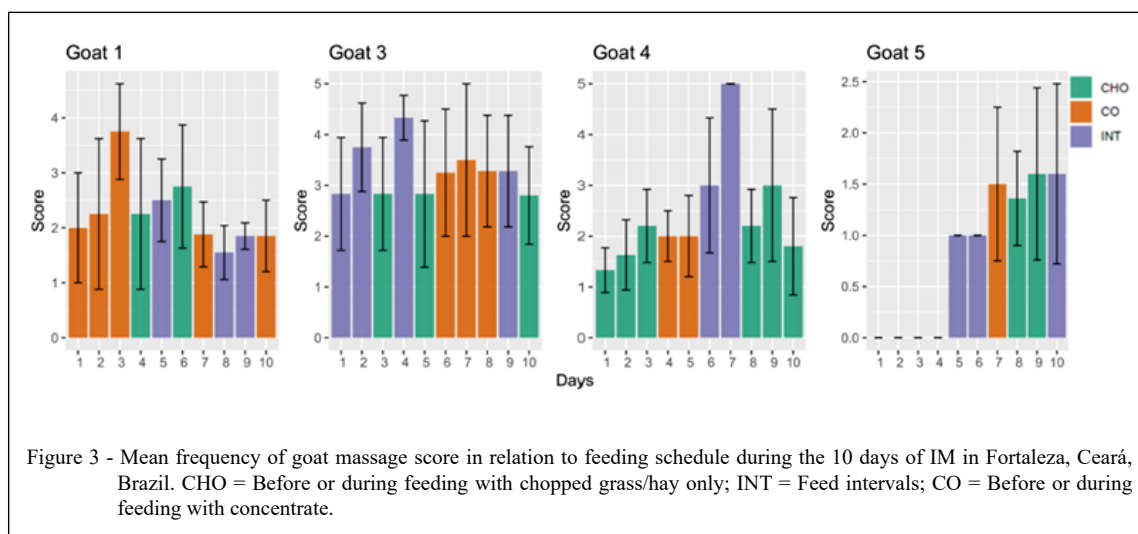 Goat 1
Goat 3
Goat 4
Goat 5
Score
4
3
2
1
0
1 2 3 4 5 6 7 8 9 10
Score
5
4
3
2
1
0
1 2 3 4 5 6 7 8 9 10
Score
5
4
3
2
1
0
1 2 3 4 5 6 7 8 9 10
Score
2.5
2.0
1.5
1.0
0.5
0.0
1 2 3 4 5 6 7 8 9 10
CHO
CO
INT
Days
Figure 3 - Mean frequency of goat massage score in relation to feeding schedule during the 10 days of IM in Fortaleza, Ceará,
Brazil. CHO = Before or during feeding with chopped grass/hay only; INT = Feed intervals; CO = Before or during
feeding with concentrate.